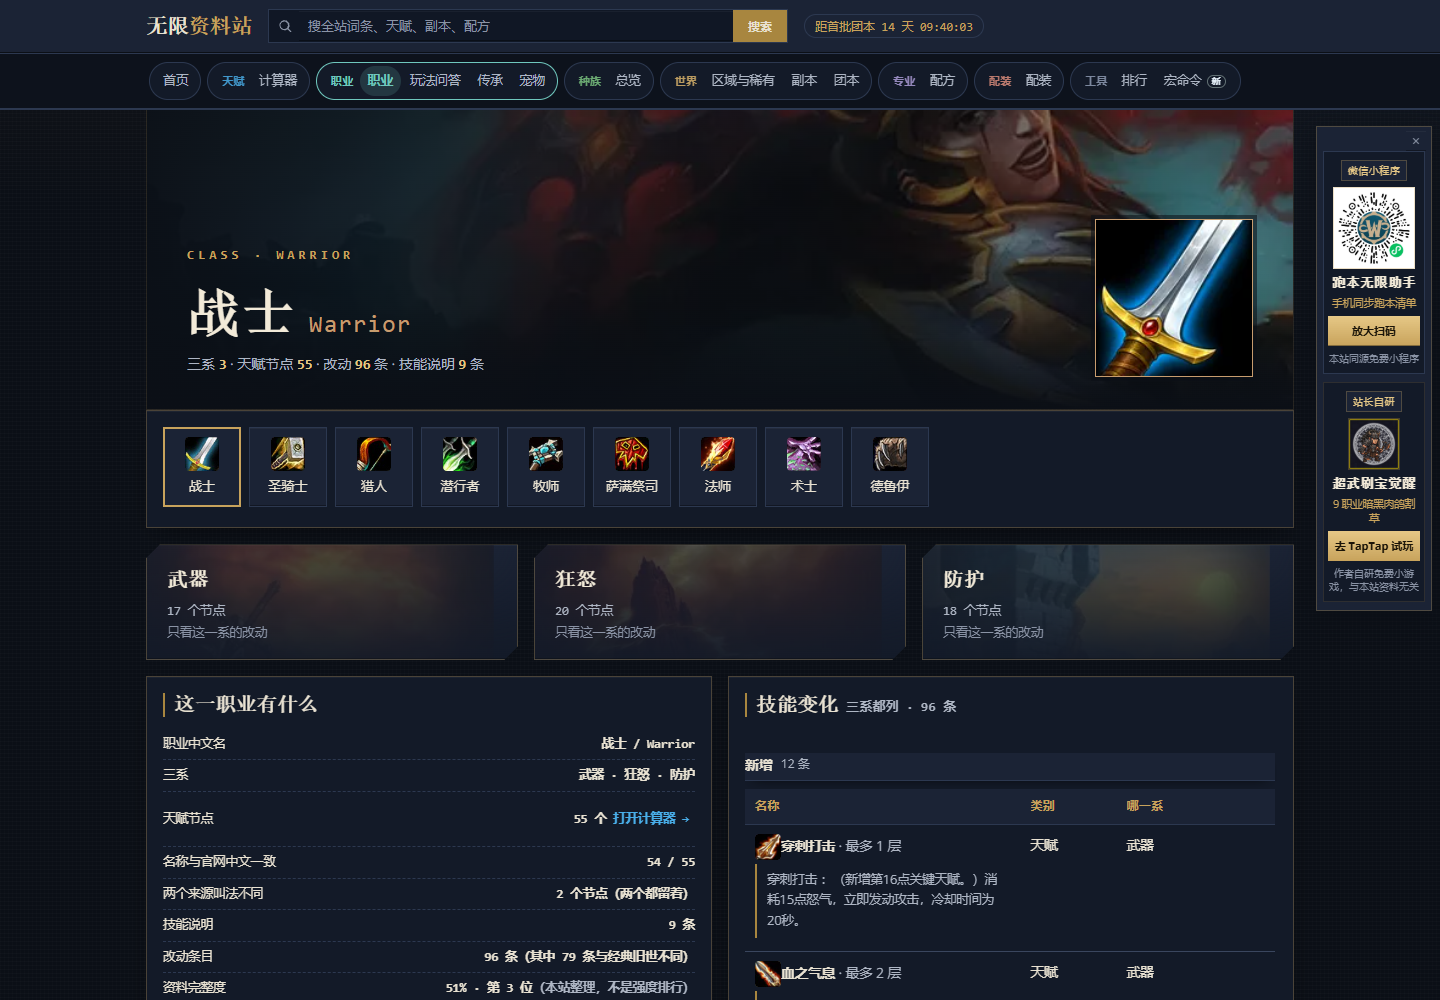 无限资料站
搜全站词条、天赋、副本、配方
搜索
距首批团本 14 天 09:40:03
首页
天赋 计算器
职业 职业 玩法问答 传承 宠物
种族 总览
世界 区域与稀有 副本 团本
专业 配方
配装 配装
工具 排行 宏命令 新
CLASS · WARRIOR
战士 Warrior
三系 3 · 天赋节点 55 · 改动 96 条 · 技能说明 9 条
战士
圣骑士
猎人
潜行者
牧师
萨满祭司
法师
术士
德鲁伊
武器
17 个节点
只看这一系的改动
狂怒
20 个节点
只看这一系的改动
防护
18 个节点
只看这一系的改动
这一职业有什么
职业中文名 战士 / Warrior
三系 武器 · 狂怒 · 防护
天赋节点 55 个 打开计算器 →
名称与官网中文一致 54 / 55
两个来源叫法不同 2 个节点（两个都留着）
技能说明 9 条
改动条目 96 条（其中 79 条与经典旧世不同）
资料完整度 51% · 第 3 位（本站整理，不是强度排行）
技能变化 三系都列 · 96 条
新增 12 条
名称 类别 哪一系
穿刺打击 · 最多 1 层 天赋 武器
穿刺打击： （新增第16点关键天赋。）消
耗15点怒气，立即发动攻击，冷却时间为
20秒。
血之气息 · 最多 2 层 天赋 武器
×
微信小程序
W
跑本无限助手
手机同步跑本清单
放大扫码
本站同源免费小程序
站长自研
超武刷宝觉醒
9 职业暗黑肉鸽割
草
去 TapTap 试玩
作者自研免费小游
戏，与本站资料无关